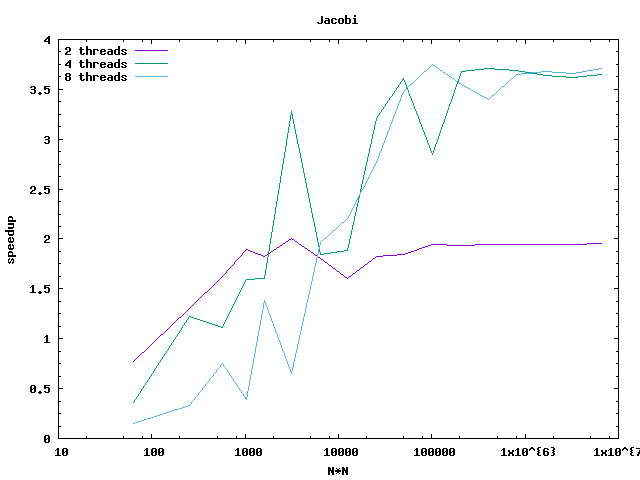 Jacobi
2 threads
4 threads
8 threads
speedup
4
3.5
3
2.5
2
1.5
1
0.5
0
10 100 1000 10000 100000 1x10^{6} 1x10^{7
N*N